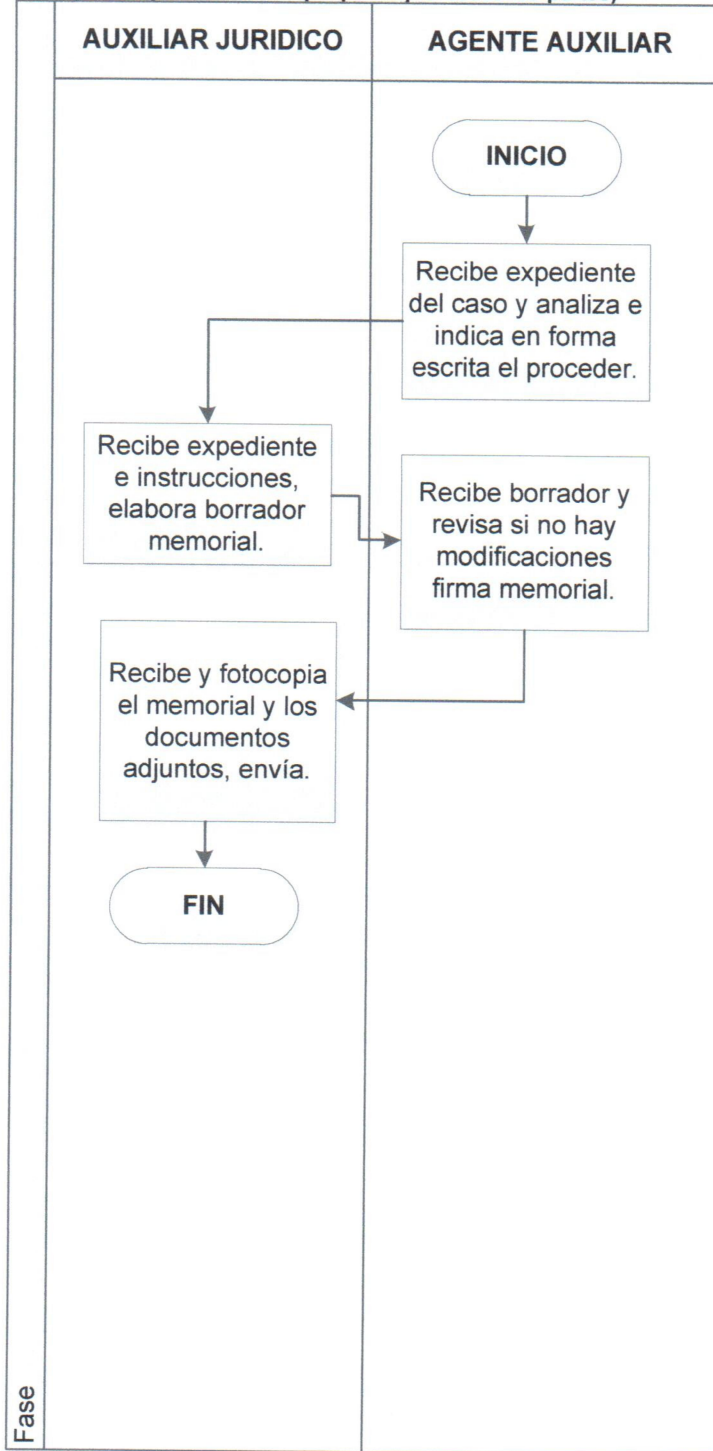 AUXILIAR JURIDICO
AGENTE AUXILIAR
INICIO
Recibe expediente
del caso y analiza e
indica en forma
escrita el proceder.
Recibe expediente
e instrucciones,
elabora borrador
memorial.
Recibe borrador y
revisa si no hay
modificaciones
firma memorial.
Recibe y fotocopia
el memorial y los
documentos
adjuntos, envía.
FIN
Fase